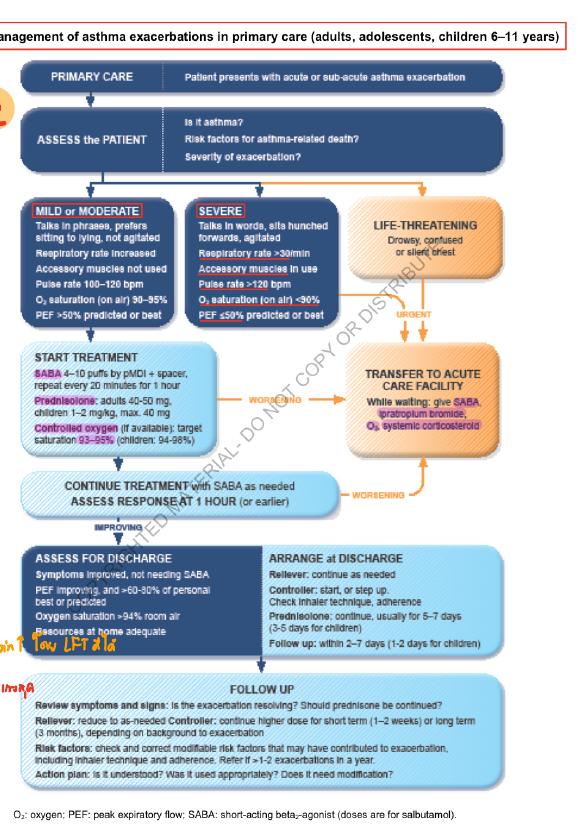 anagement of asthma exacerbations in primary care (adults, adolescents, children 6–11 years)
PRIMARY CARE
Patient presents with acute or sub-acute asthma exacerbation
ASSESS the PATIENT
Is it asthma?
Risk factors for asthma-related death?
Severity of exacerbation?
MILD or MODERATE
Talks in phrases, prefers
sitting to lying, not agitated
Respiratory rate increased
Accessory muscles not used
Pulse rate 100–120 bpm
O₂ saturation (on air) 90–95%
PEF >50% predicted or best
SEVERE
Talks in words, sits hunched
forwards, agitated
Respiratory rate >30/min
Accessory muscles in use
Pulse rate >120 bpm
O₂ saturation (on air) <90%
PEF ≤50% predicted or best
LIFE-THREATENING
Drowsy, confused
or silent chest
URGENT
START TREATMENT
SABA 4–10 puffs by pMDI + spacer,
repeat every 20 minutes for 1 hour
Prednisolone: adults 40-50 mg,
children 1–2 mg/kg, max. 40 mg
Controlled oxygen (if available): target
saturation 93–95% (children: 94-98%)
WORSENING
TRANSFER TO ACUTE
CARE FACILITY
While waiting: give SABA,
ipratropium bromide,
O₂, systemic corticosteroid
CONTINUE TREATMENT with SABA as needed
ASSESS RESPONSE AT 1 HOUR (or earlier)
WORSENING
IMPROVING
ASSESS FOR DISCHARGE
Symptoms improved, not needing SABA
PEF improving, and >60-80% of personal
best or predicted
Oxygen saturation >94% room air
Resources at home adequate
ARRANGE at DISCHARGE
Reliever: continue as needed
Controller: start, or step up.
Check inhaler technique, adherence
Prednisolone: continue, usually for 5–7 days
(3-5 days for children)
Follow up: within 2–7 days (1-2 days for children)
FOLLOW UP
Review symptoms and signs: Is the exacerbation resolving? Should prednisone be continued?
Reliever: reduce to as-needed Controller: continue higher dose for short term (1–2 weeks) or long term
(3 months), depending on background to exacerbation
Risk factors: check and correct modifiable risk factors that may have contributed to exacerbation,
including inhaler technique and adherence. Refer if >1-2 exacerbations in a year.
Action plan: Is it understood? Was it used appropriately? Does it need modification?
COPYRIGHTED MATERIAL- DO NOT COPY OR DISTRIBUTE
O₂: oxygen; PEF: peak expiratory flow; SABA: short-acting beta₂-agonist (doses are for salbutamol).